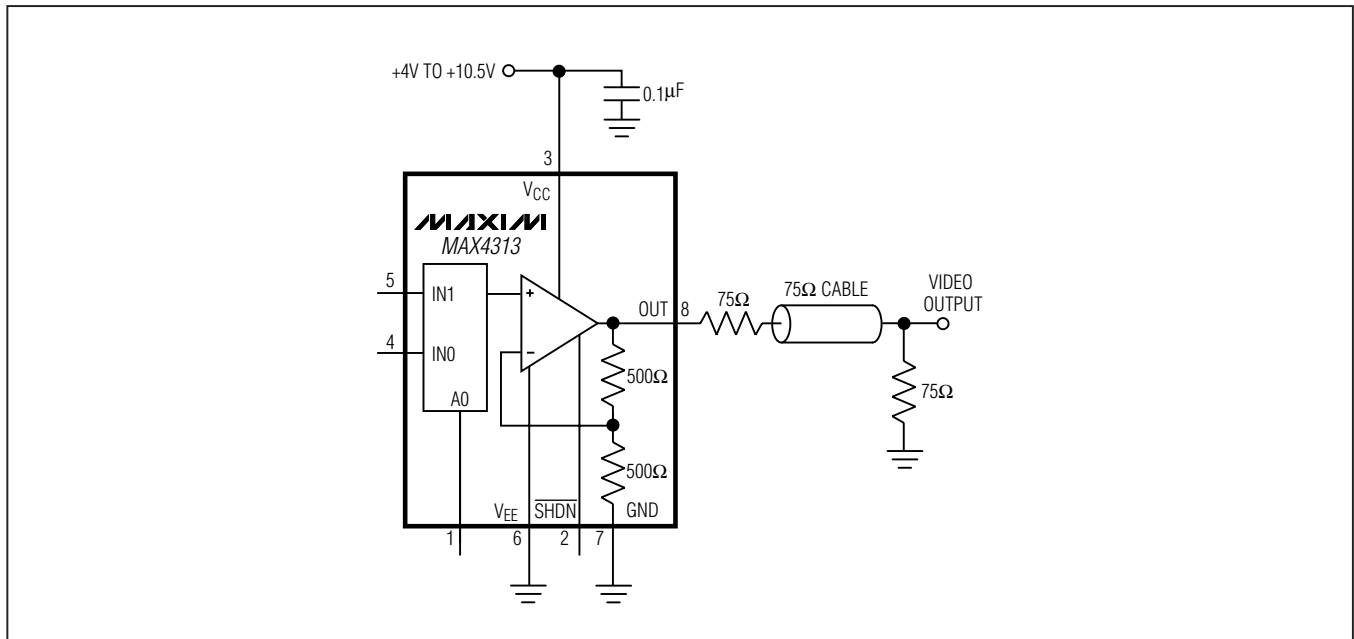 +4V TO +10.5V
0.1µF
3
VCC
MAXIM
MAX4313
5
IN1
4
IN0
A0
+
−
OUT
8
75Ω
75Ω CABLE
VIDEO
OUTPUT
500Ω
75Ω
500Ω
VEE
SHDN
GND
1
6
2
7